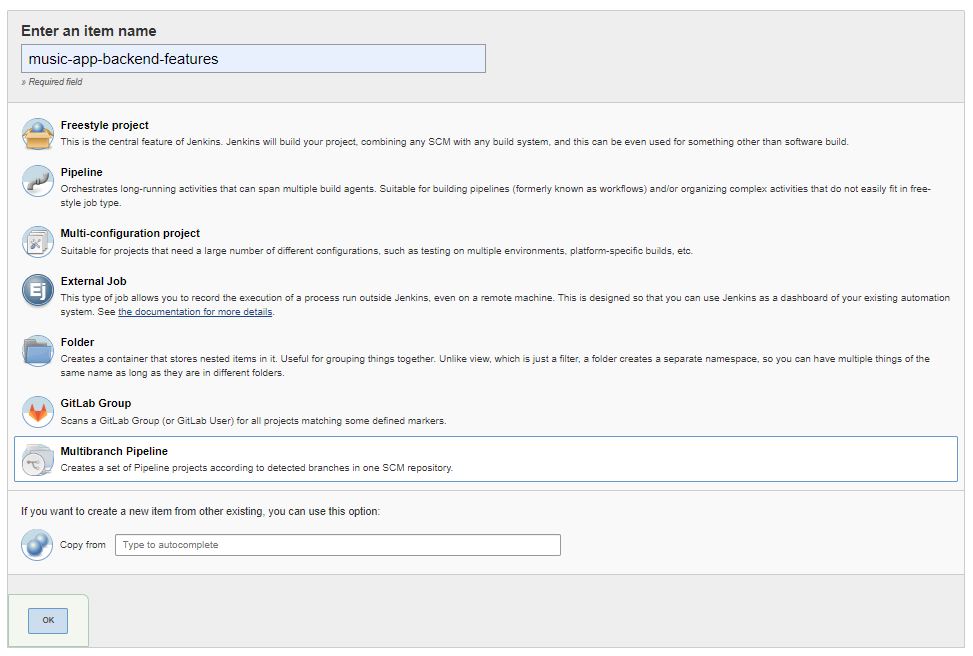 Enter an item name
music-app-backend-features
» Required field
Freestyle project
This is the central feature of Jenkins. Jenkins will build your project, combining any SCM with any build system, and this can be even used for something other than software build.
Pipeline
Orchestrates long-running activities that can span multiple build agents. Suitable for building pipelines (formerly known as workflows) and/or organizing complex activities that do not easily fit in free-
style job type.
Multi-configuration project
Suitable for projects that need a large number of different configurations, such as testing on multiple environments, platform-specific builds, etc.
Ej
External Job
This type of job allows you to record the execution of a process run outside Jenkins, even on a remote machine. This is designed so that you can use Jenkins as a dashboard of your existing automation
system. See the documentation for more details.
Folder
Creates a container that stores nested items in it. Useful for grouping things together. Unlike view, which is just a filter, a folder creates a separate namespace, so you can have multiple things of the
same name as long as they are in different folders.
GitLab Group
Scans a GitLab Group (or GitLab User) for all projects matching some defined markers.
Multibranch Pipeline
Creates a set of Pipeline projects according to detected branches in one SCM repository.
If you want to create a new item from other existing, you can use this option:
Copy from
Type to autocomplete
OK